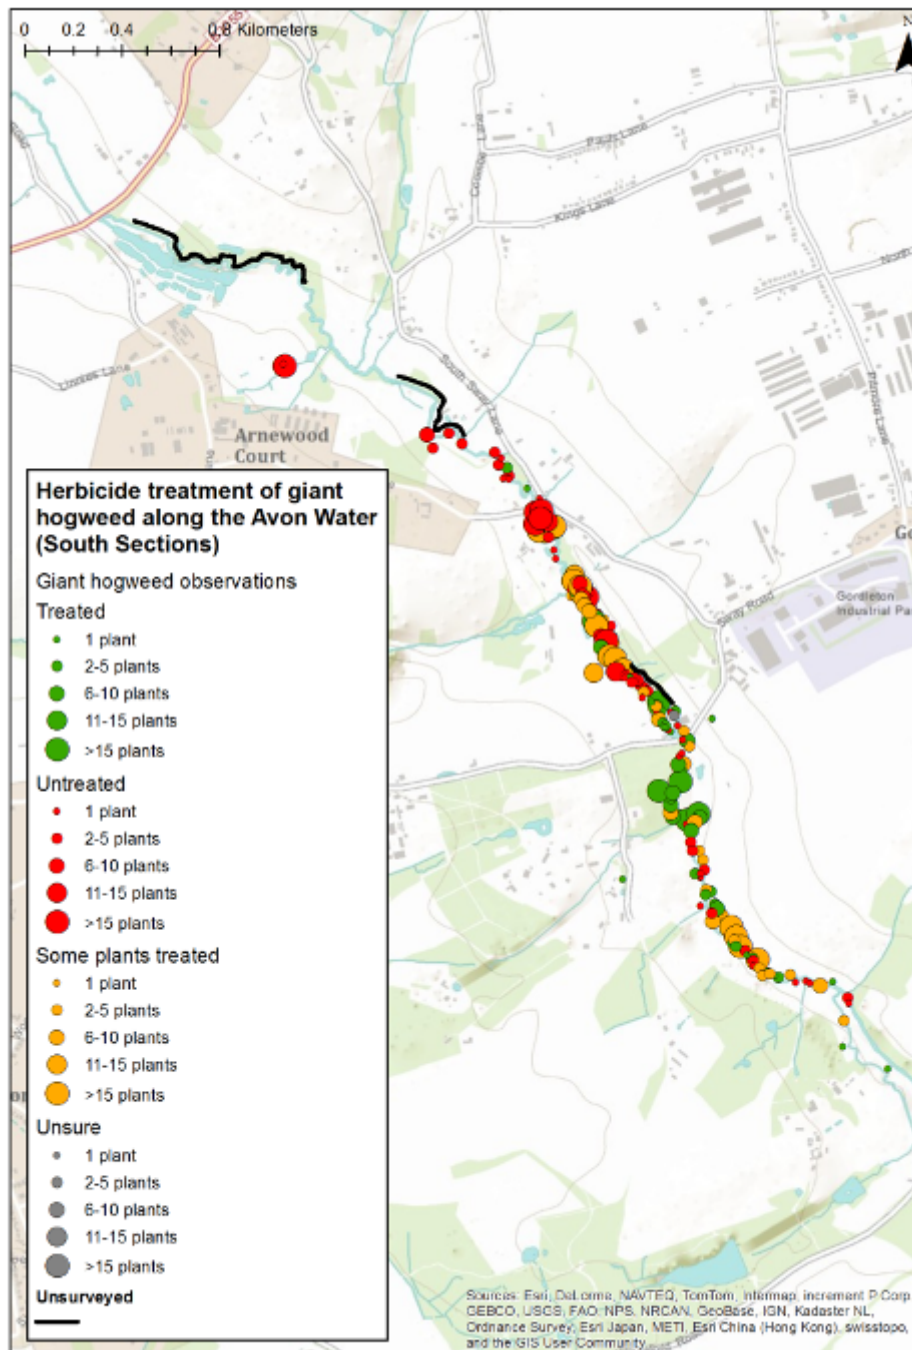 0 0.2 0.4 0.8 Kilometers
N
Pauls Lane
Kings Lane
North
South Sway Lane
Pitmore Lane
Linnies Lane
Arnewood
Court
Sway Road
Gordleton
Industrial Pa
Herbicide treatment of giant
hogweed along the Avon Water
(South Sections)
Giant hogweed observations
Treated
1 plant
2-5 plants
6-10 plants
11-15 plants
>15 plants
Untreated
1 plant
2-5 plants
6-10 plants
11-15 plants
>15 plants
Some plants treated
1 plant
2-5 plants
6-10 plants
11-15 plants
>15 plants
Unsure
1 plant
2-5 plants
6-10 plants
11-15 plants
>15 plants
Unsurveyed
Sources: Esri, DeLorme, NAVTEQ, TomTom, Intermap, increment P Corp.
GEBCO, USGS, FAO, NPS, NRCAN, GeoBase, IGN, Kadaster NL,
Ordnance Survey, Esri Japan, METI, Esri China (Hong Kong), swisstopo,
and the GIS User Community